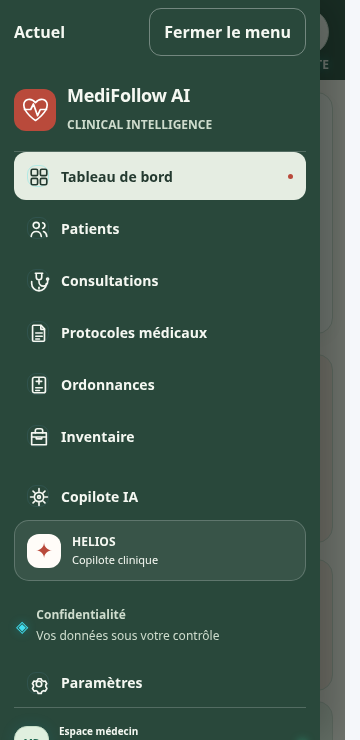 Actuel
Fermer le menu
MediFollow AI
CLINICAL INTELLIGENCE
Tableau de bord
Patients
Consultations
Protocoles médicaux
Ordonnances
Inventaire
Copilote IA
HELIOS
Copilote clinique
Confidentialité
Vos données sous votre contrôle
Paramètres
Espace médecin